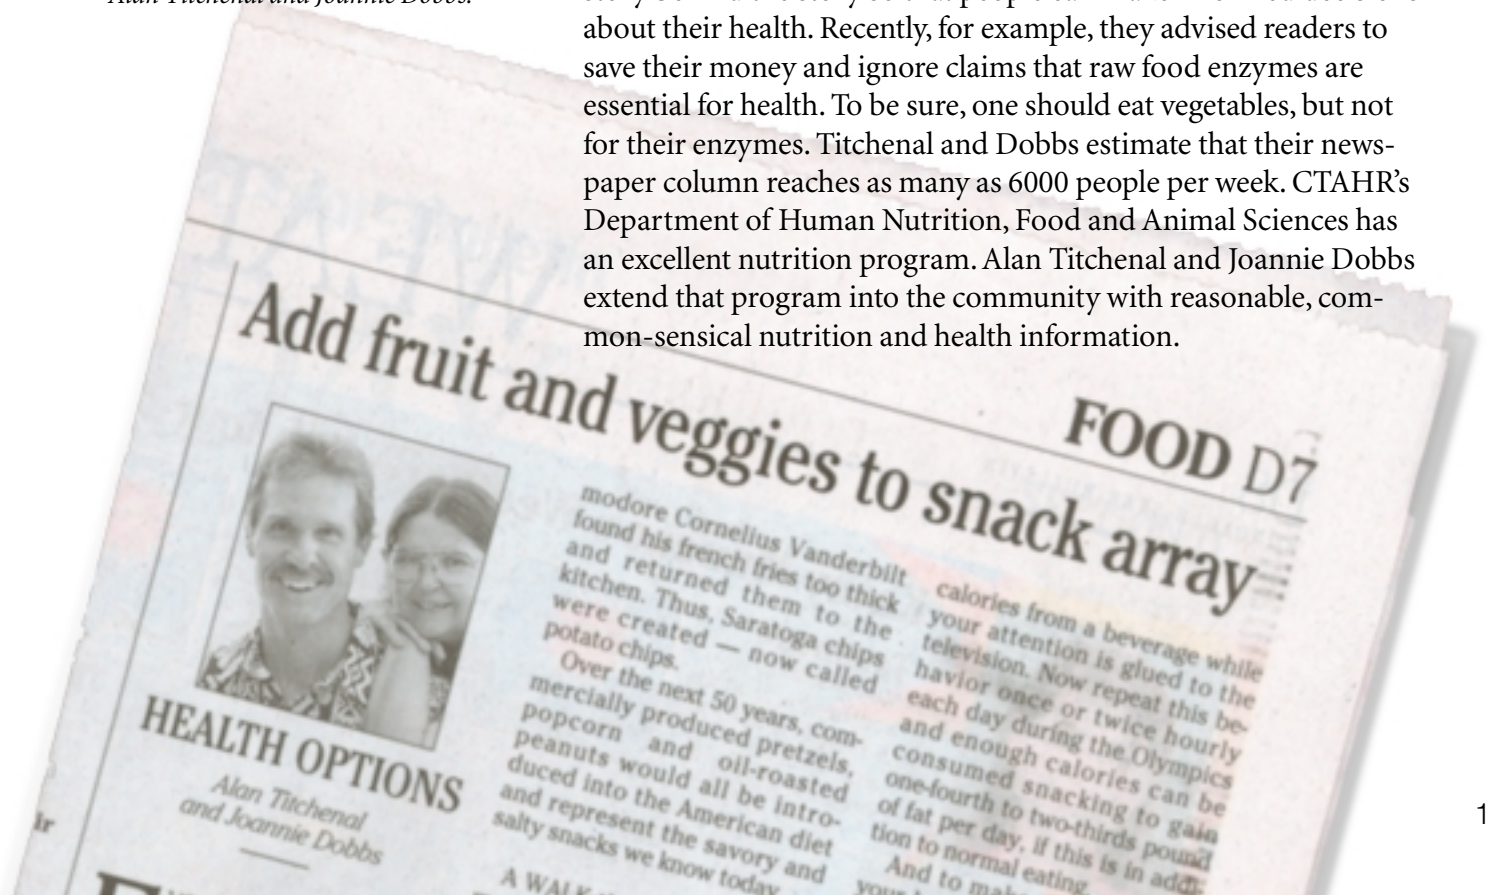 Alan Titchenal and Joannie Dobbs.
about their health. Recently, for example, they advised readers to
save their money and ignore claims that raw food enzymes are
essential for health. To be sure, one should eat vegetables, but not
for their enzymes. Titchenal and Dobbs estimate that their news-
paper column reaches as many as 6000 people per week. CTAHR’s
Department of Human Nutrition, Food and Animal Sciences has
an excellent nutrition program. Alan Titchenal and Joannie Dobbs
extend that program into the community with reasonable, com-
mon-sensical nutrition and health information.
FOOD D7
Add fruit and veggies to snack array
HEALTH OPTIONS
Alan Titchenal
and Joannie Dobbs
modore Cornelius Vanderbilt
found his french fries too thick
and returned them to the
kitchen. Thus, Saratoga chips
were created — now called
potato chips.
Over the next 50 years, com-
mercially produced pretzels,
popcorn and oil-roasted
peanuts would all be intro-
duced into the American diet
and represent the savory and
salty snacks we know today.
A WALK
calories from a beverage while
your attention is glued to the
television. Now repeat this be-
havior once or twice hourly
each day during the Olympics
and enough calories can be
consumed snacking to gain
one-fourth to two-thirds pound
of fat per day, if this is in addi-
tion to normal eating.
And to make
ir
1